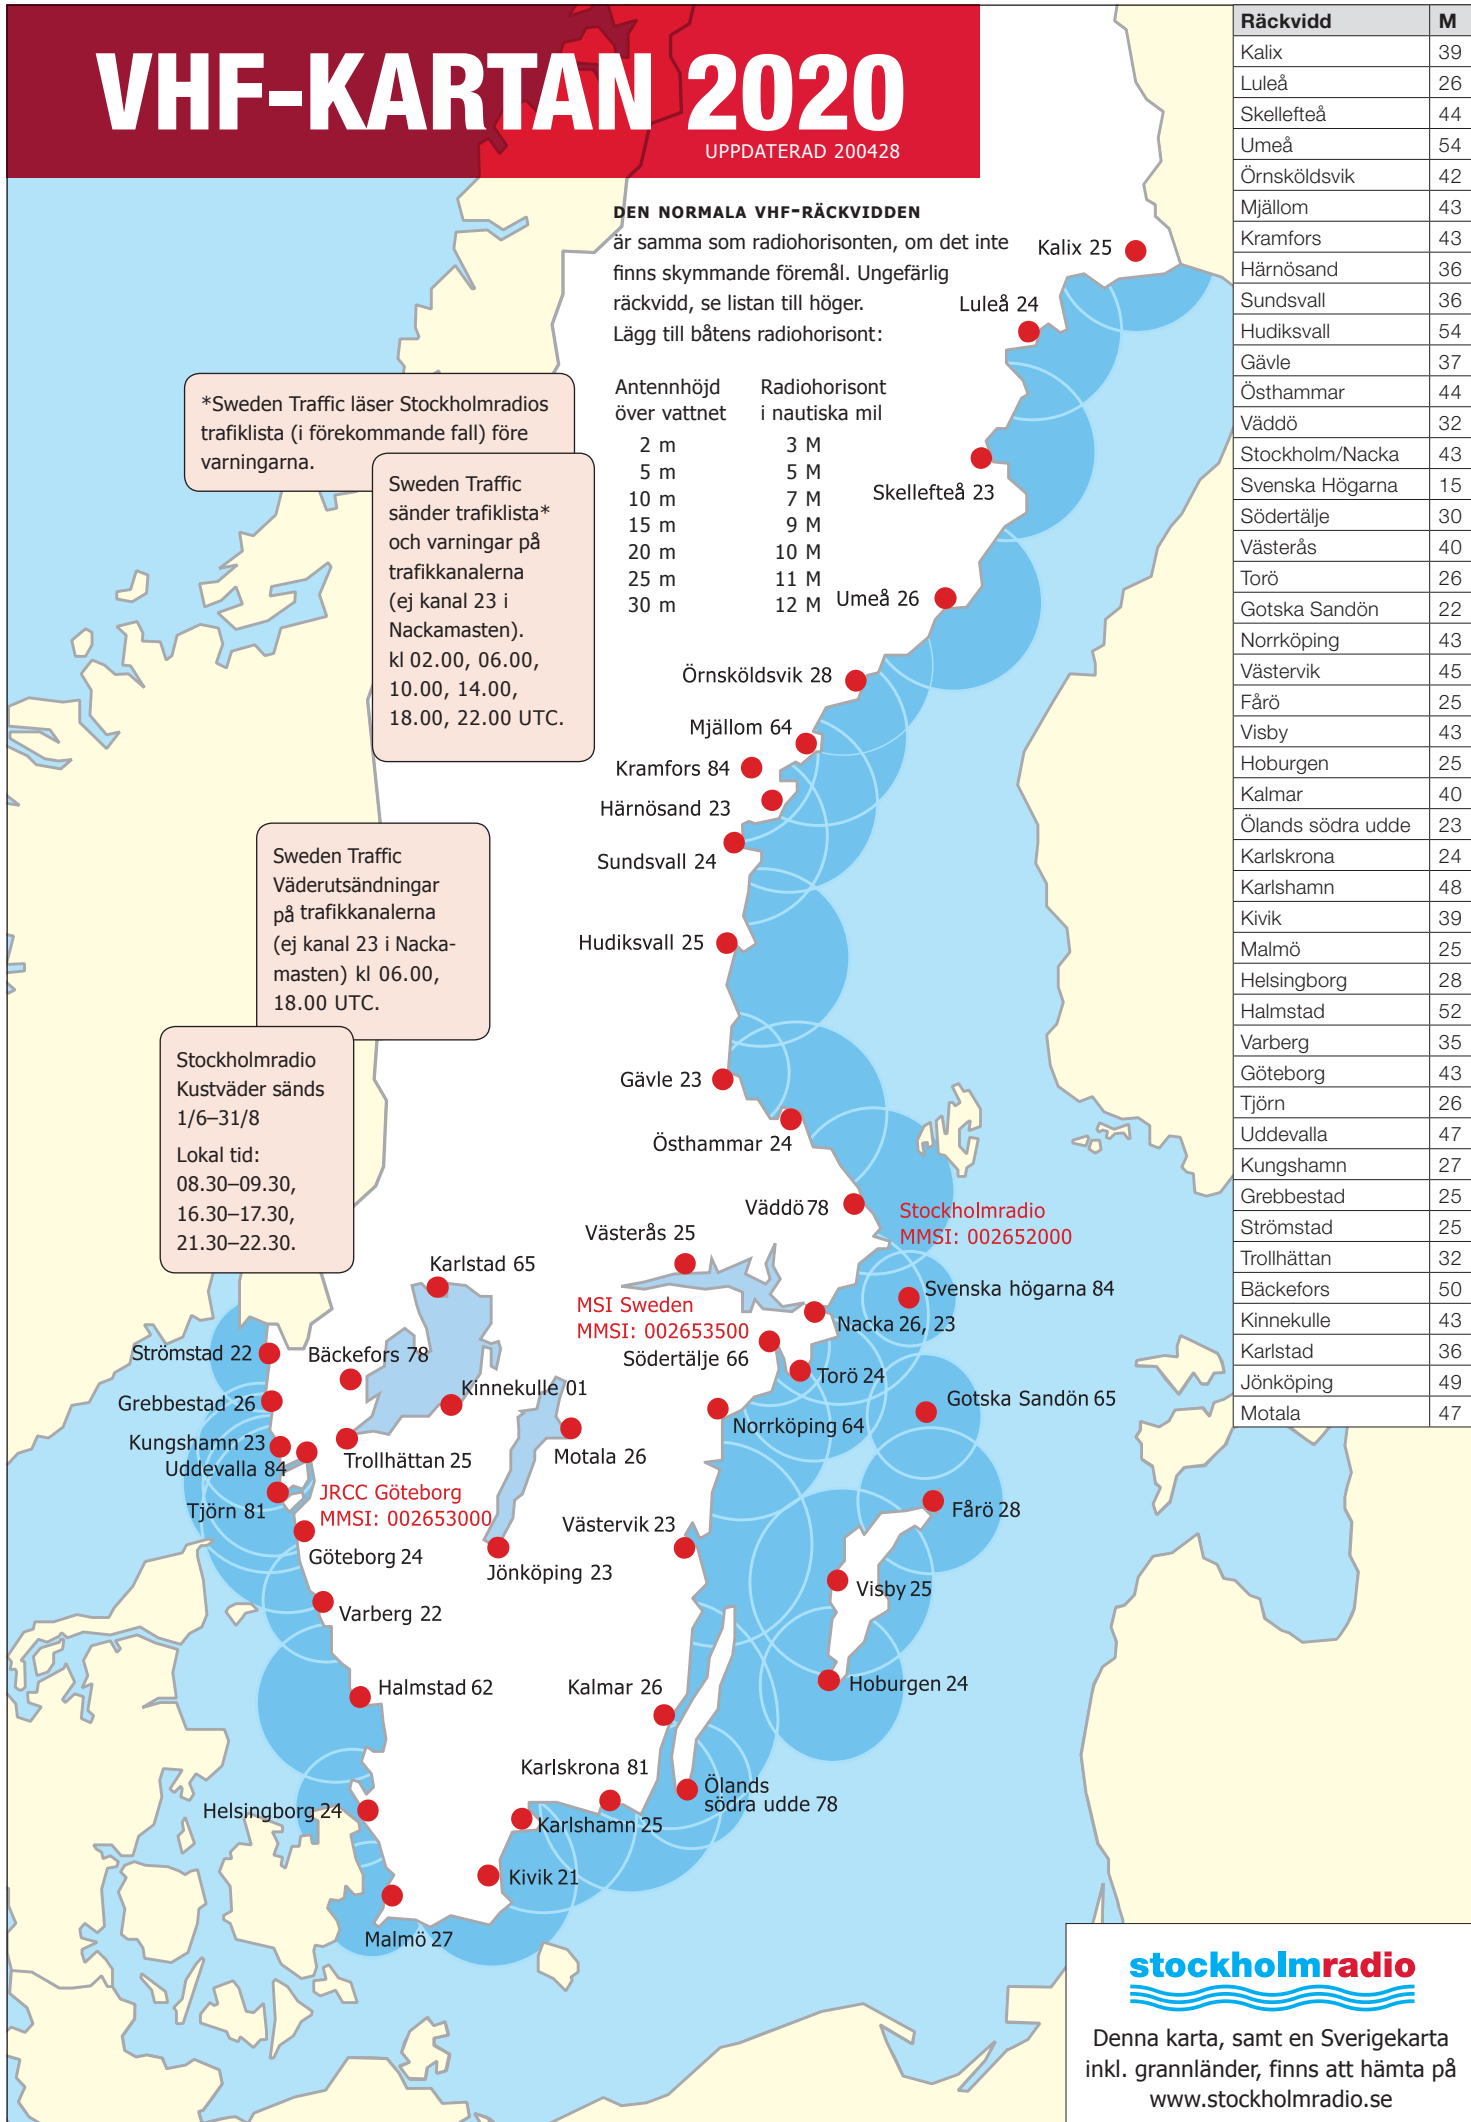 VHF-KARTAN 2020
UPPDATERAD 200428
DEN NORMALA VHF-RÄCKVIDDEN
är samma som radiohorisonten, om det inte
finns skymmande föremål. Ungefärlig
räckvidd, se listan till höger.
Lägg till båtens radiohorisont:
Antennhöjd Radiohorisont
över vattnet i nautiska mil
2 m 3 M
5 m 5 M
10 m 7 M
15 m 9 M
20 m 10 M
25 m 11 M
30 m 12 M
*Sweden Traffic läser Stockholmradios
trafiklista (i förekommande fall) före
varningarna.
Sweden Traffic
sänder trafiklista*
och varningar på
trafikkanalerna
(ej kanal 23 i
Nackamasten).
kl 02.00, 06.00,
10.00, 14.00,
18.00, 22.00 UTC.
Sweden Traffic
Väderutsändningar
på trafikkanalerna
(ej kanal 23 i Nacka-
masten) kl 06.00,
18.00 UTC.
Stockholmradio
Kustväder sänds
1/6–31/8
Lokal tid:
08.30–09.30,
16.30–17.30,
21.30–22.30.
Kalix 25
Luleå 24
Skellefteå 23
Umeå 26
Örnsköldsvik 28
Mjällom 64
Kramfors 84
Härnösand 23
Sundsvall 24
Hudiksvall 25
Gävle 23
Östhammar 24
Väddö 78
Stockholmradio
MMSI: 002652000
Västerås 25
Karlstad 65
Svenska högarna 84
MSI Sweden
MMSI: 002653500
Nacka 26, 23
Södertälje 66
Strömstad 22
Bäckefors 78
Torö 24
Kinnekulle 01
Gotska Sandön 65
Grebbestad 26
Norrköping 64
Kungshamn 23
Uddevalla 84
Trollhättan 25
Motala 26
Tjörn 81
JRCC Göteborg
MMSI: 002653000
Fårö 28
Västervik 23
Göteborg 24
Jönköping 23
Visby 25
Varberg 22
Halmstad 62
Kalmar 26
Hoburgen 24
Karlskrona 81
Ölands
södra udde 78
Helsingborg 24
Karlshamn 25
Kivik 21
Malmö 27
Räckvidd M
Kalix 39
Luleå 26
Skellefteå 44
Umeå 54
Örnsköldsvik 42
Mjällom 43
Kramfors 43
Härnösand 36
Sundsvall 36
Hudiksvall 54
Gävle 37
Östhammar 44
Väddö 32
Stockholm/Nacka 43
Svenska Högarna 15
Södertälje 30
Västerås 40
Torö 26
Gotska Sandön 22
Norrköping 43
Västervik 45
Fårö 25
Visby 43
Hoburgen 25
Kalmar 40
Ölands södra udde 23
Karlskrona 24
Karlshamn 48
Kivik 39
Malmö 25
Helsingborg 28
Halmstad 52
Varberg 35
Göteborg 43
Tjörn 26
Uddevalla 47
Kungshamn 27
Grebbestad 25
Strömstad 25
Trollhättan 32
Bäckefors 50
Kinnekulle 43
Karlstad 36
Jönköping 49
Motala 47
stockholmradio
Denna karta, samt en Sverigekarta
inkl. grannländer, finns att hämta på
www.stockholmradio.se